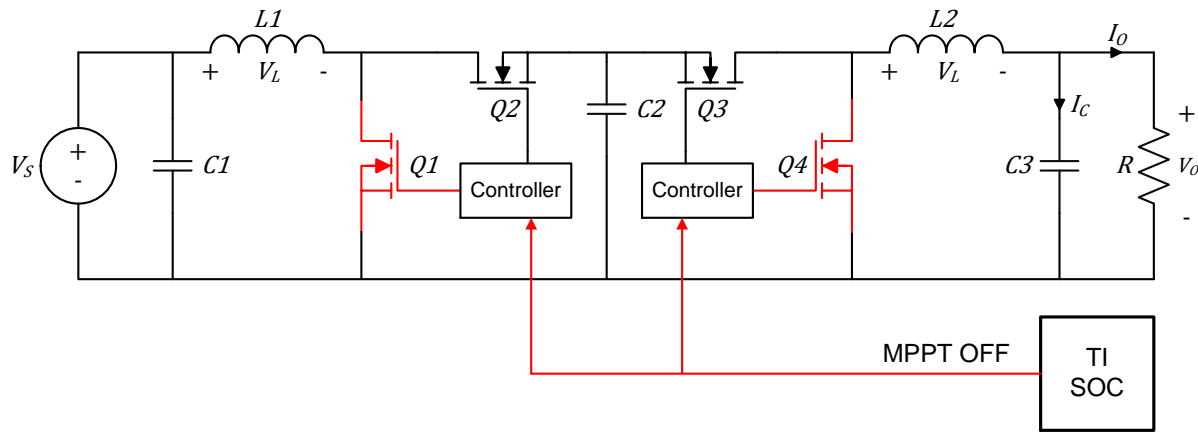 L1
L2
I_O
+ V_L -
+ V_L -
Q2
C2
Q3
I_C
+
V_S
+
-
C1
Q1
Controller
Controller
Q4
C3
R
V_O
-
MPPT OFF
TI
SOC